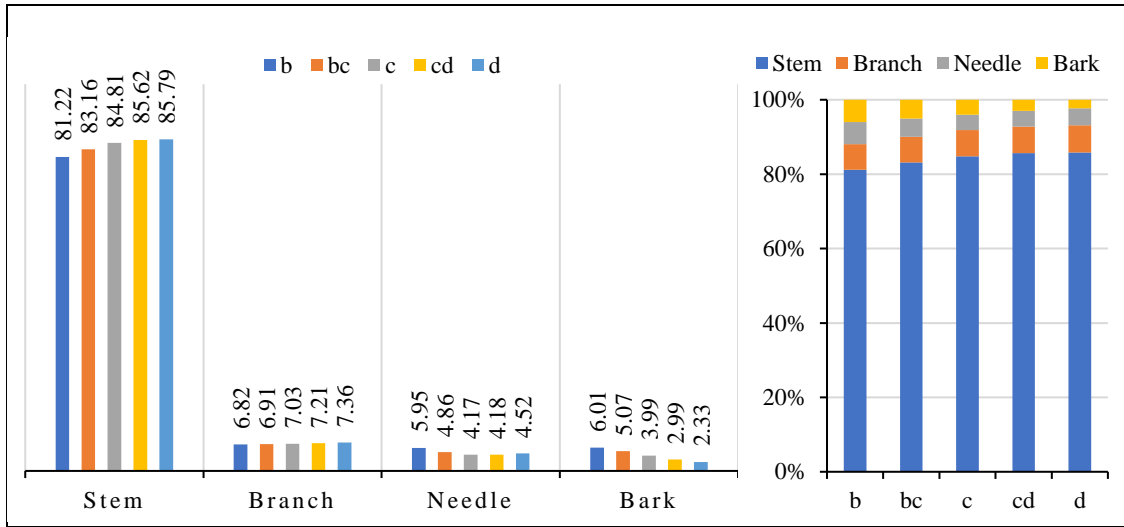 b bc c cd d
81.22 83.16 84.81 85.62 85.79
6.82 6.91 7.03 7.21 7.36
5.95 4.86 4.17 4.18 4.52
6.01 5.07 3.99 2.99 2.33
Stem Branch Needle Bark
Stem Branch Needle Bark
100%
80%
60%
40%
20%
0%
b bc c cd d